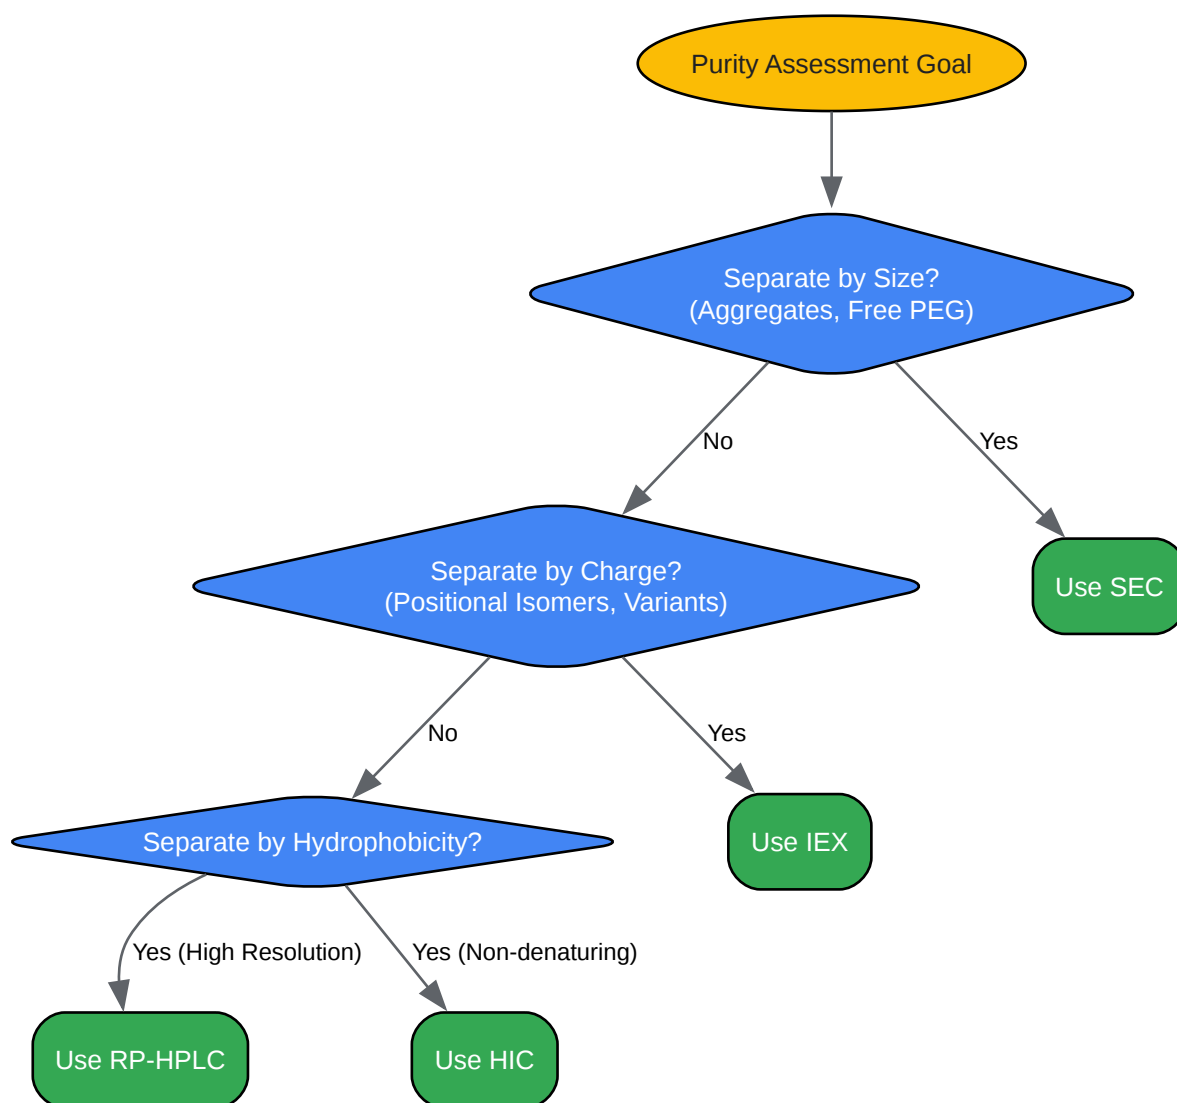 Purity Assessment Goal
Separate by Size?
(Aggregates, Free PEG)
No
Yes
Separate by Charge?
(Positional Isomers, Variants)
Use SEC
No
Yes
Separate by Hydrophobicity?
Use IEX
Yes (High Resolution)
Yes (Non-denaturing)
Use RP-HPLC
Use HIC